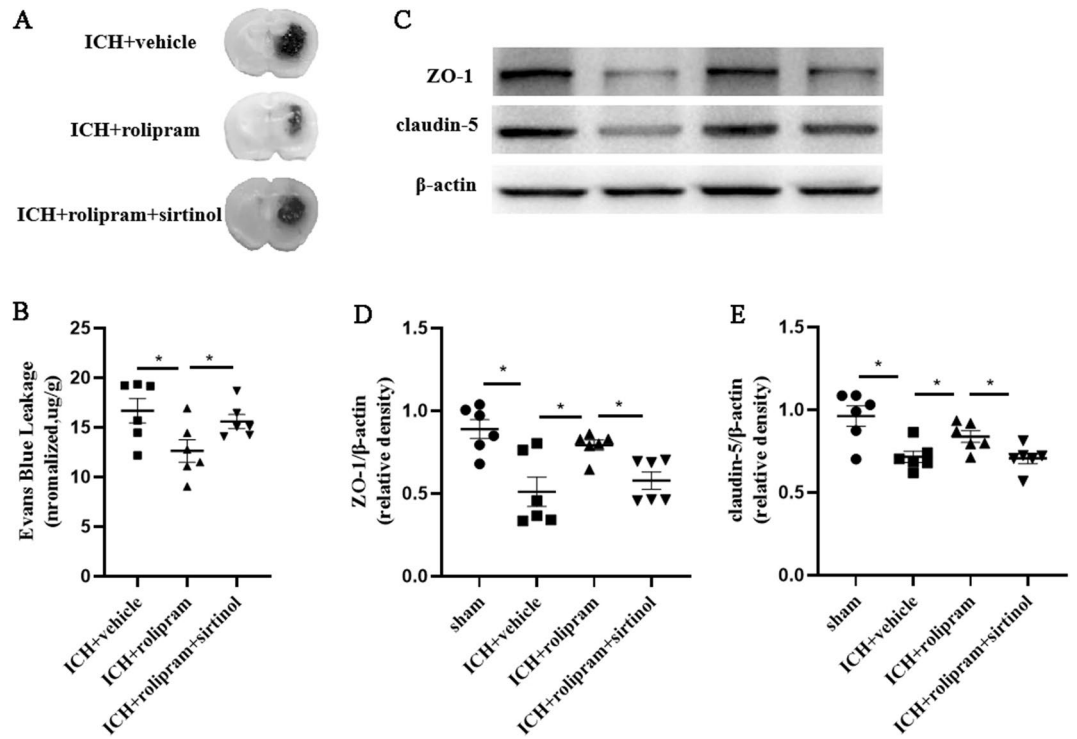 A
ICH+vehicle
ICH+rolipram
ICH+rolipram+sirtinol
C
ZO-1
claudin-5
β-actin
B
Evans Blue Leakage
(nromalized,ug/g)
25
20
15
10
5
0
*
*
ICH+vehicle
ICH+rolipram
ICH+rolipram+sirtinol
D
ZO-1/β-actin
(relative density)
1.5
1.0
0.5
0.0
*
*
*
sham
ICH+vehicle
ICH+rolipram
ICH+rolipram+sirtinol
E
claudin-5/β-actin
(relative density)
1.5
1.0
0.5
0.0
*
*
*
sham
ICH+vehicle
ICH+rolipram
ICH+rolipram+sirtinol